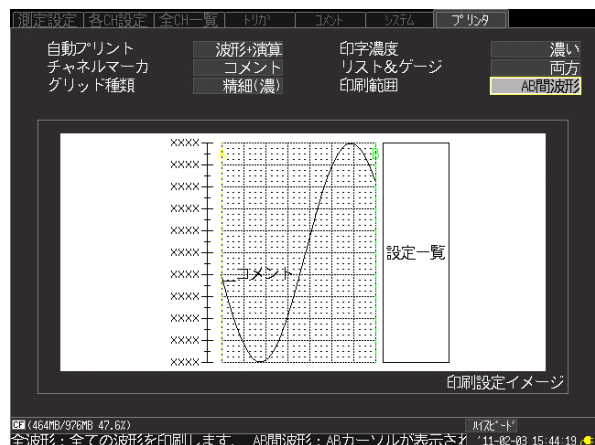 測定設定 各CH設定 全CH一覧 トリガ コメント システム プリンタ
自動プリント 波形+演算 印字濃度 濃い
チャネルマーカ コメント リスト&ゲージ 両方
グリッド種類 精細(濃) 印刷範囲 AB間波形
A B
XXXX
XXXX
XXXX
XXXX
XXXX
設定一覧
XXXX
コメント
XXXX
XXXX
XXXX
XXXX
XXXX
印刷設定イメージ
CF (464MB/976MB 47.6%) ハイスピード
全波形：全ての波形を印刷します. AB間波形：ABカーソルが表示され '11-02-03 15:44:19